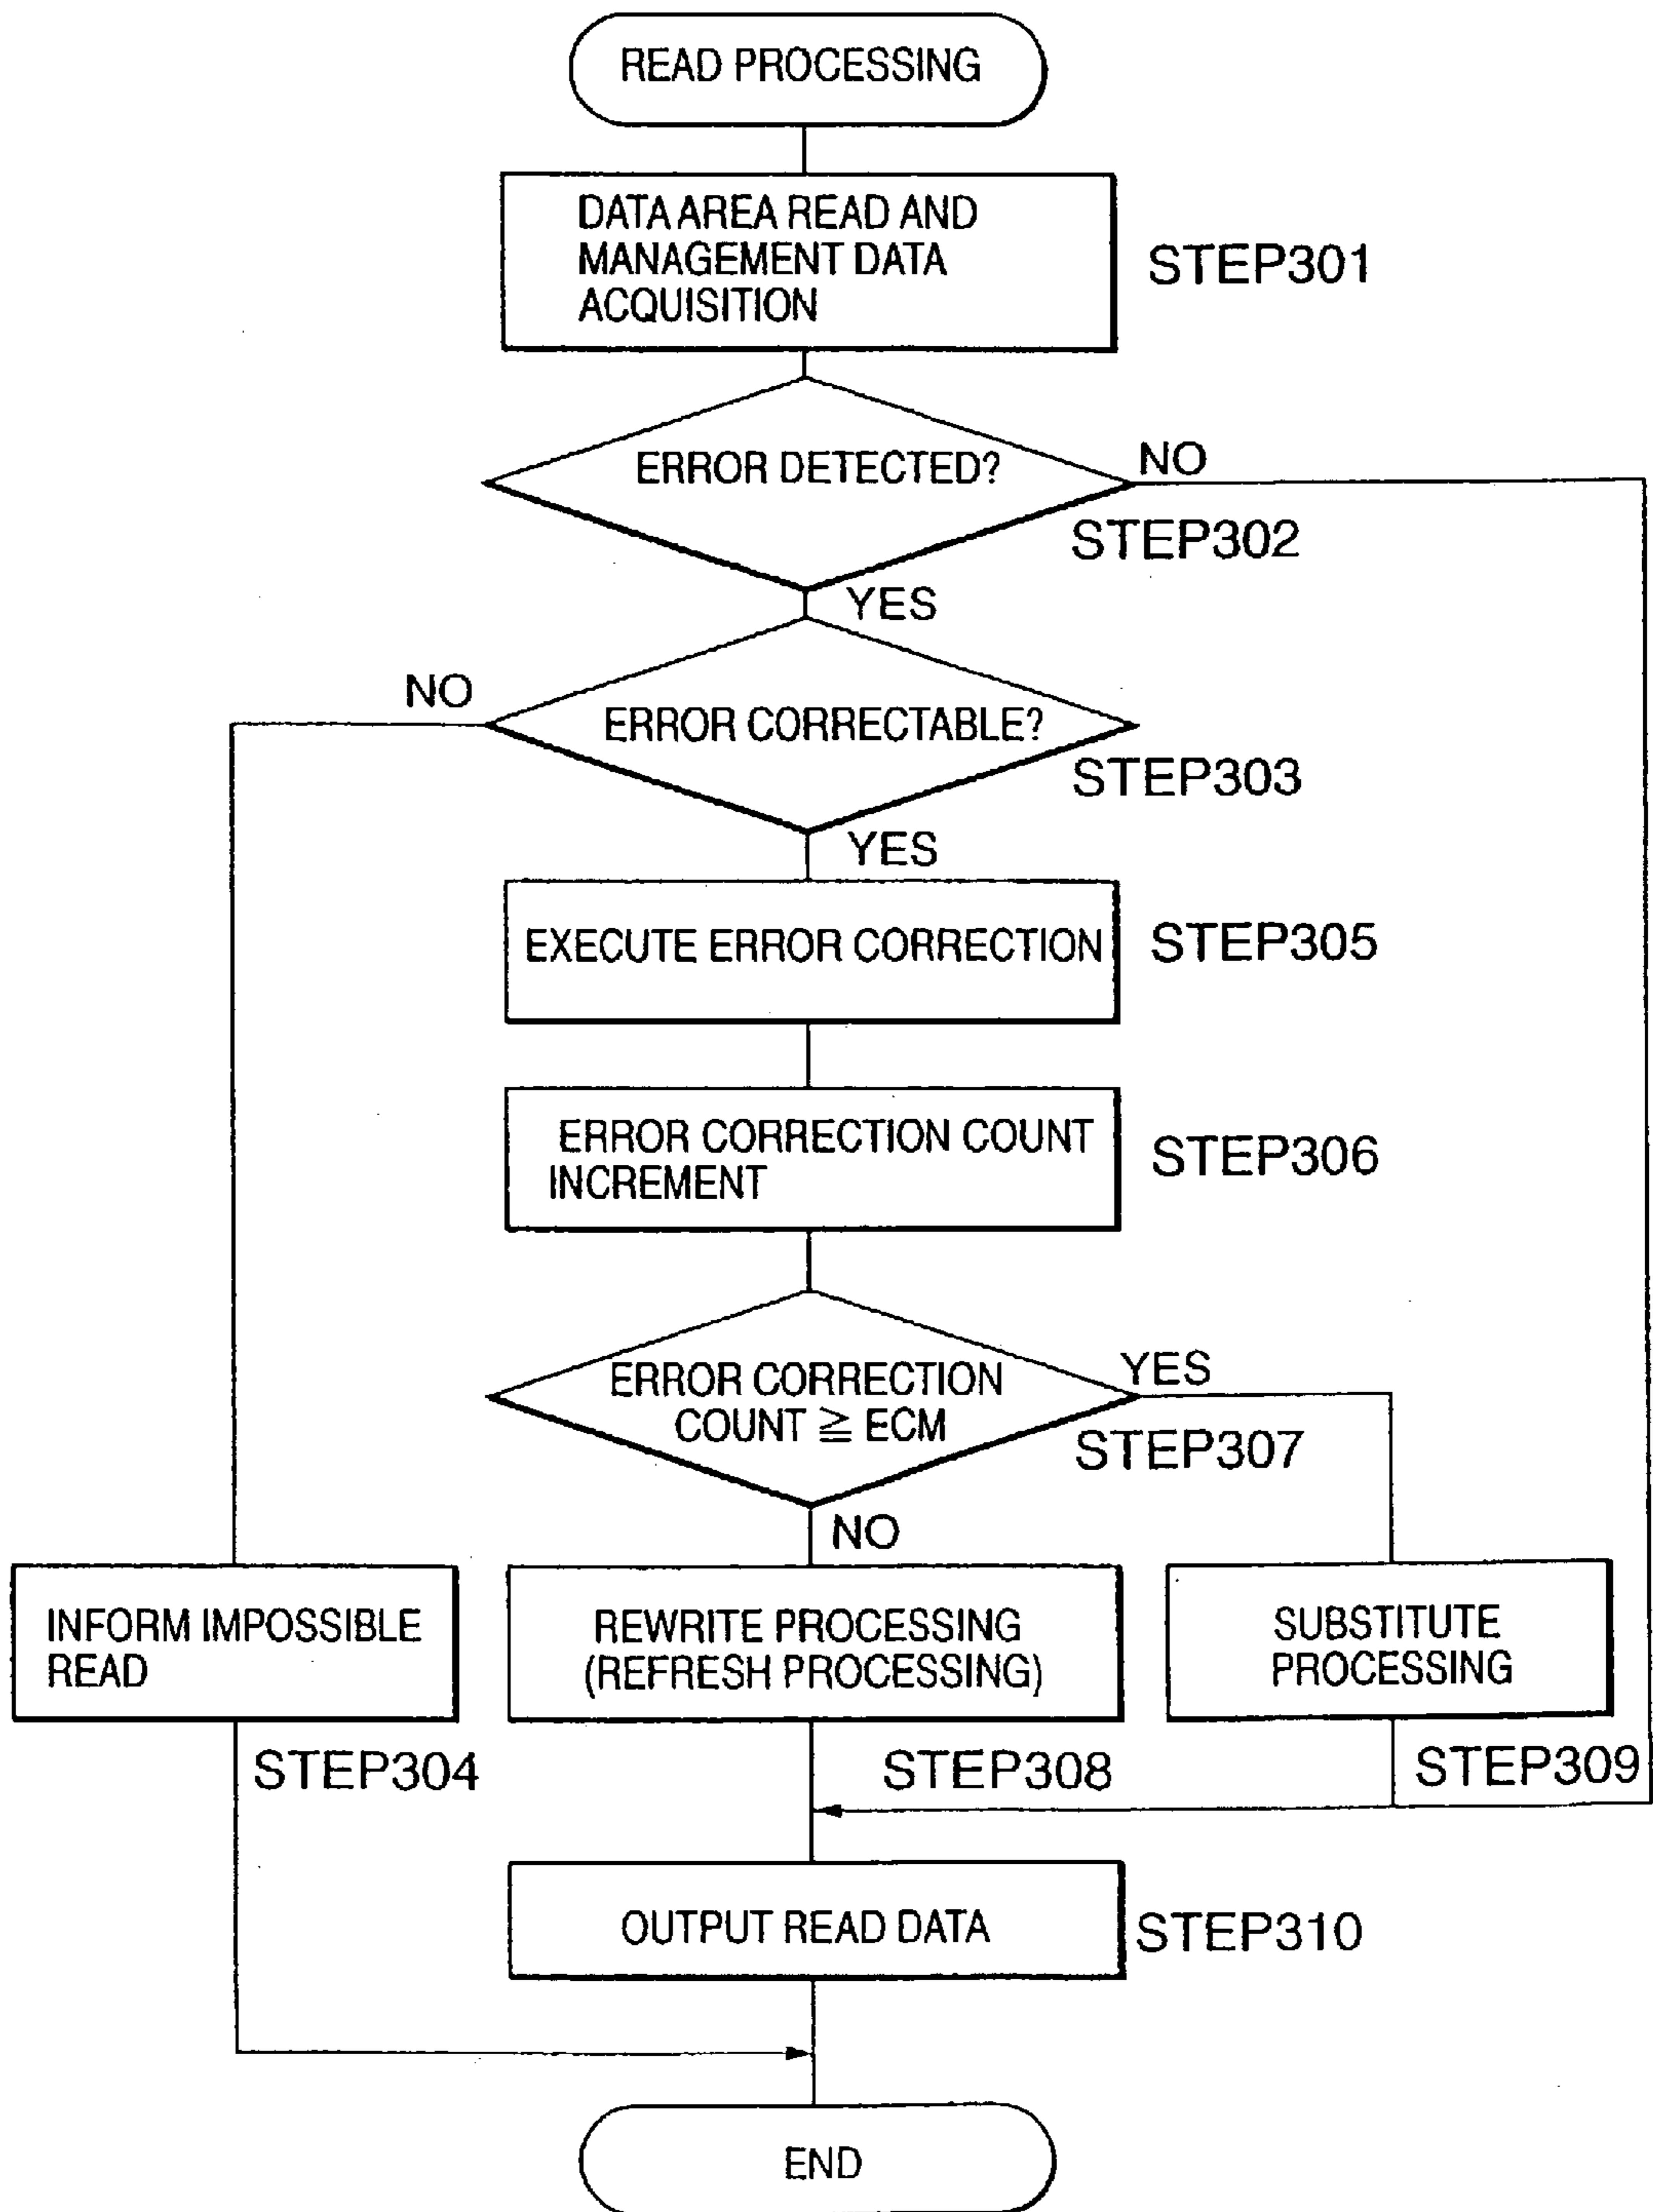 READ PROCESSING
DATA AREA READ AND
MANAGEMENT DATA
ACQUISITION
STEP301
ERROR DETECTED?
NO
STEP302
YES
NO
ERROR CORRECTABLE?
STEP303
YES
EXECUTE ERROR CORRECTION
STEP305
ERROR CORRECTION COUNT
INCREMENT
STEP306
ERROR CORRECTION
COUNT ≧ ECM
YES
STEP307
NO
INFORM IMPOSSIBLE
READ
STEP304
REWRITE PROCESSING
(REFRESH PROCESSING)
STEP308
SUBSTITUTE
PROCESSING
STEP309
OUTPUT READ DATA
STEP310
END